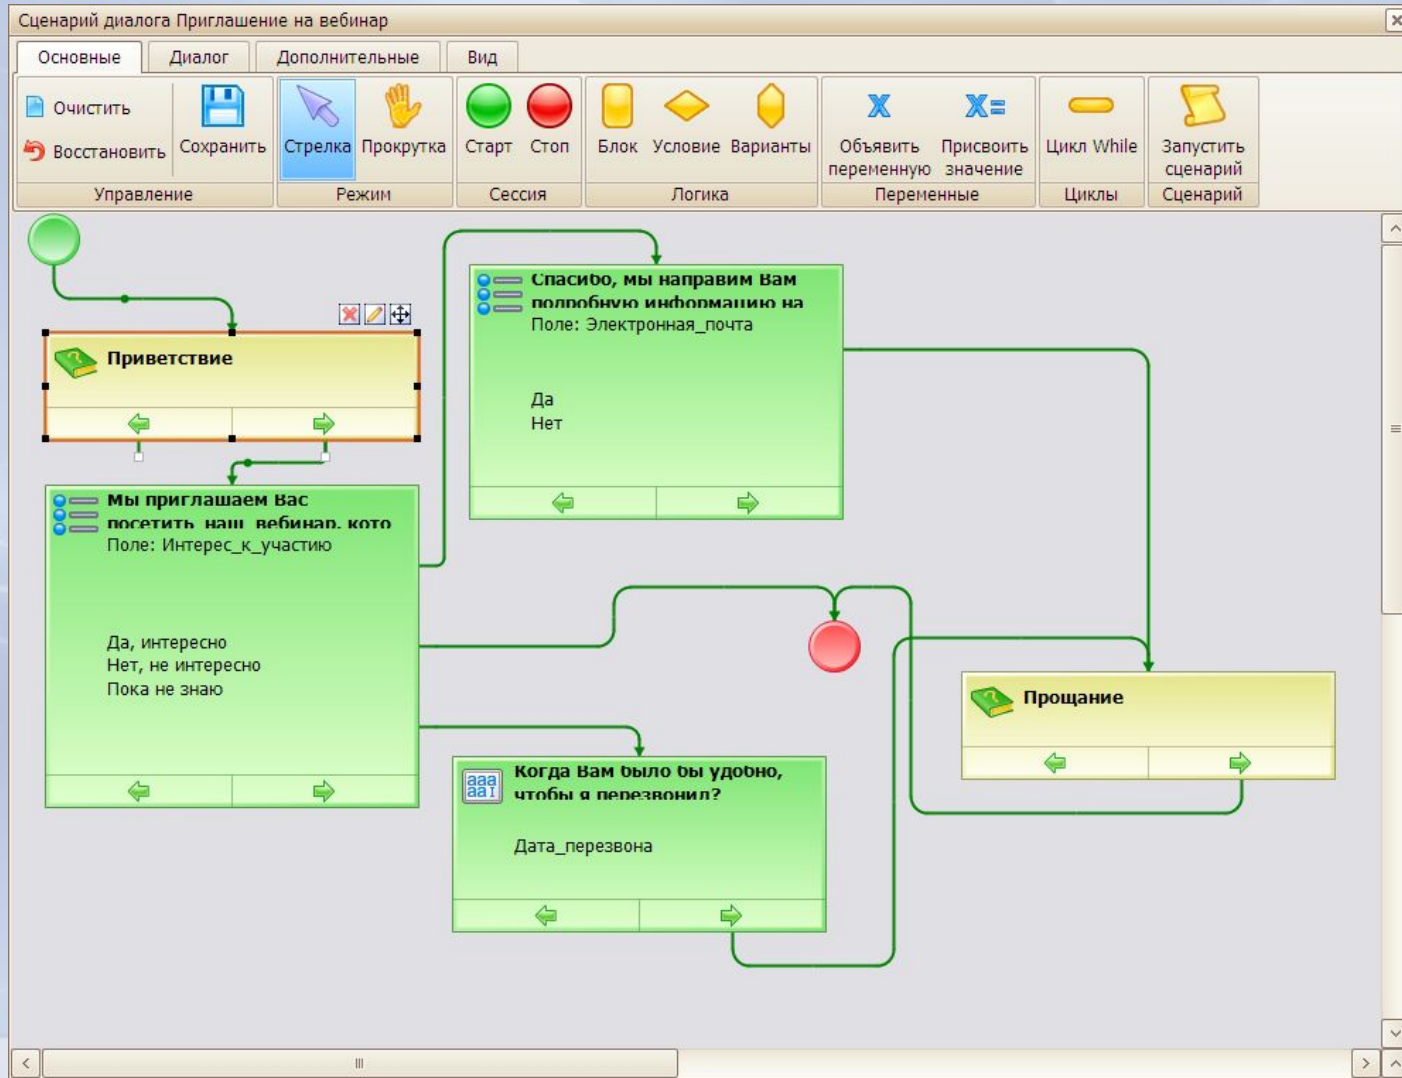 Сценарий диалога Приглашение на вебинар
Основные Диалог Дополнительные Вид
Очистить
Восстановить
Сохранить
Управление
Стрелка Прокрутка
Режим
Старт Стоп
Сессия
Блок Условие Варианты
Логика
X X=
Объявить переменную
Присвоить значение
Переменные
Цикл While
Циклы
Запустить сценарий
Сценарий
Приветствие
Спасибо, мы направим Вам
подробную информацию на
Поле: Электронная_почта
Да
Нет
Мы приглашаем Вас
посетить наш вебинар, кото
Поле: Интерес_к_участию
Да, интересно
Нет, не интересно
Пока не знаю
Прощание
Когда Вам было бы удобно,
чтобы я перезвонил?
Дата_перезвона